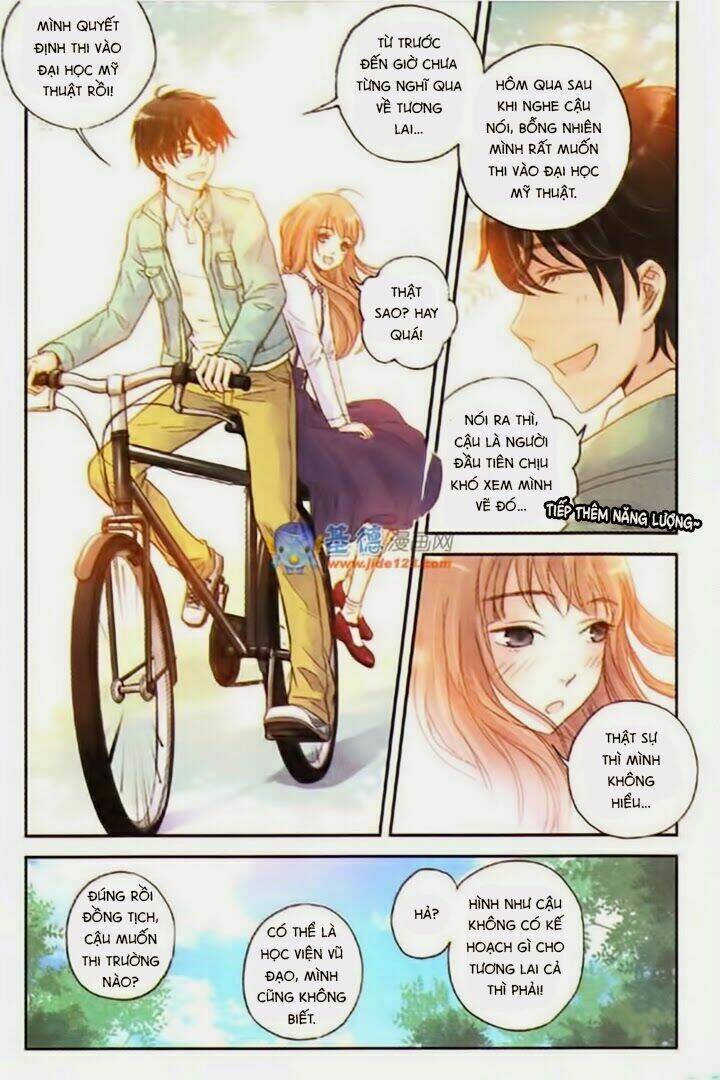 MÌNH QUYẾT
ĐỊNH THI VÀO
ĐẠI HỌC MỸ
THUẬT RỒI!
TỪ TRƯỚC
ĐẾN GIỜ CHƯA
TỪNG NGHĨ QUA
VỀ TƯƠNG
LAI...
HÔM QUA SAU
KHI NGHE CẬU
NÓI, BỖNG NHIÊN
MÌNH RẤT MUỐN
THI VÀO ĐẠI HỌC
MỸ THUẬT.
THẬT
SAO? HAY
QUÁ!
NÓI RA THÌ,
CẬU LÀ NGƯỜI
ĐẦU TIÊN CHỊU
KHÓ XEM MÌNH
VẼ ĐÓ...
TIẾP THÊM NĂNG LƯỢNG~
基德漫画网
www.jide123.com
THẬT SỰ
THÌ MÌNH
KHÔNG
HIỂU...
ĐÚNG RỒI
ĐỒNG TỊCH,
CẬU MUỐN
THI TRƯỜNG
NÀO?
CÓ THỂ LÀ
HỌC VIỆN VŨ
ĐẠO, MÌNH
CŨNG KHÔNG
BIẾT.
HẢ?
HÌNH NHƯ CẬU
KHÔNG CÓ KẾ
HOẠCH GÌ CHO
TƯƠNG LAI CẢ
THÌ PHẢI!